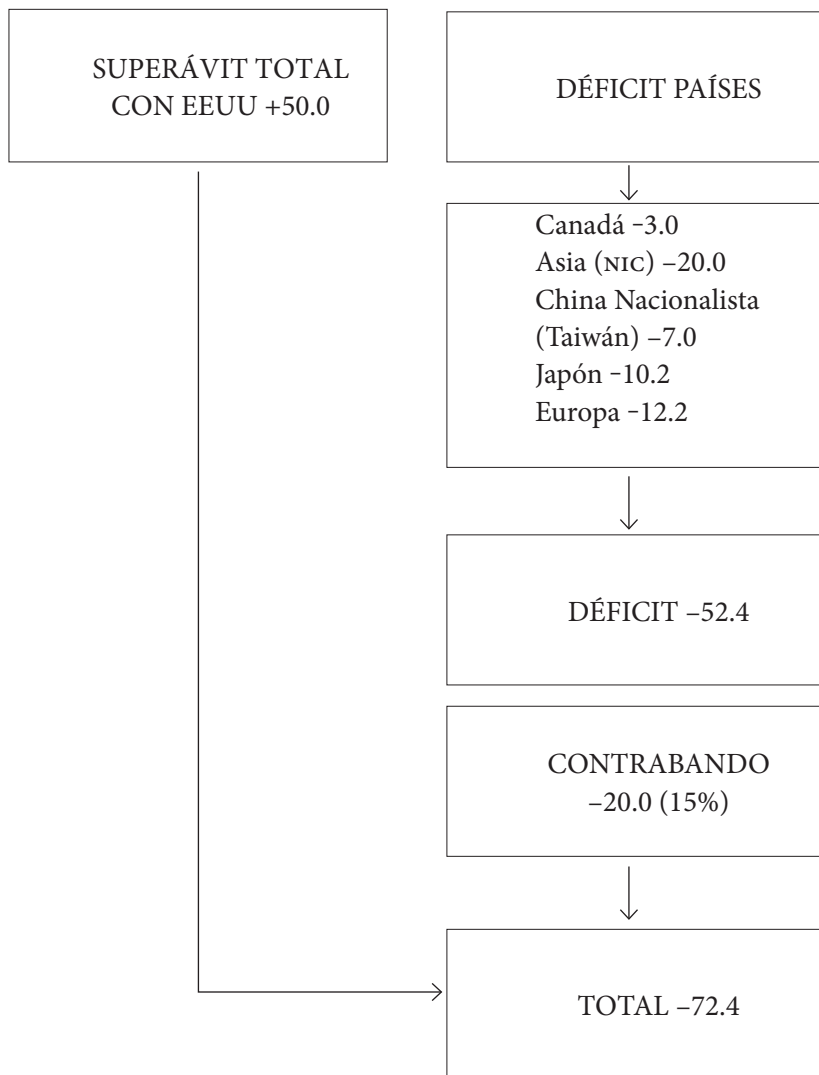 SUPERÁVIT TOTAL
CON EEUU +50.0
DÉFICIT PAÍSES
Canadá -3.0
Asia (NIC) –20.0
China Nacionalista
(Taiwán) –7.0
Japón -10.2
Europa -12.2
DÉFICIT –52.4
CONTRABANDO
–20.0 (15%)
TOTAL –72.4